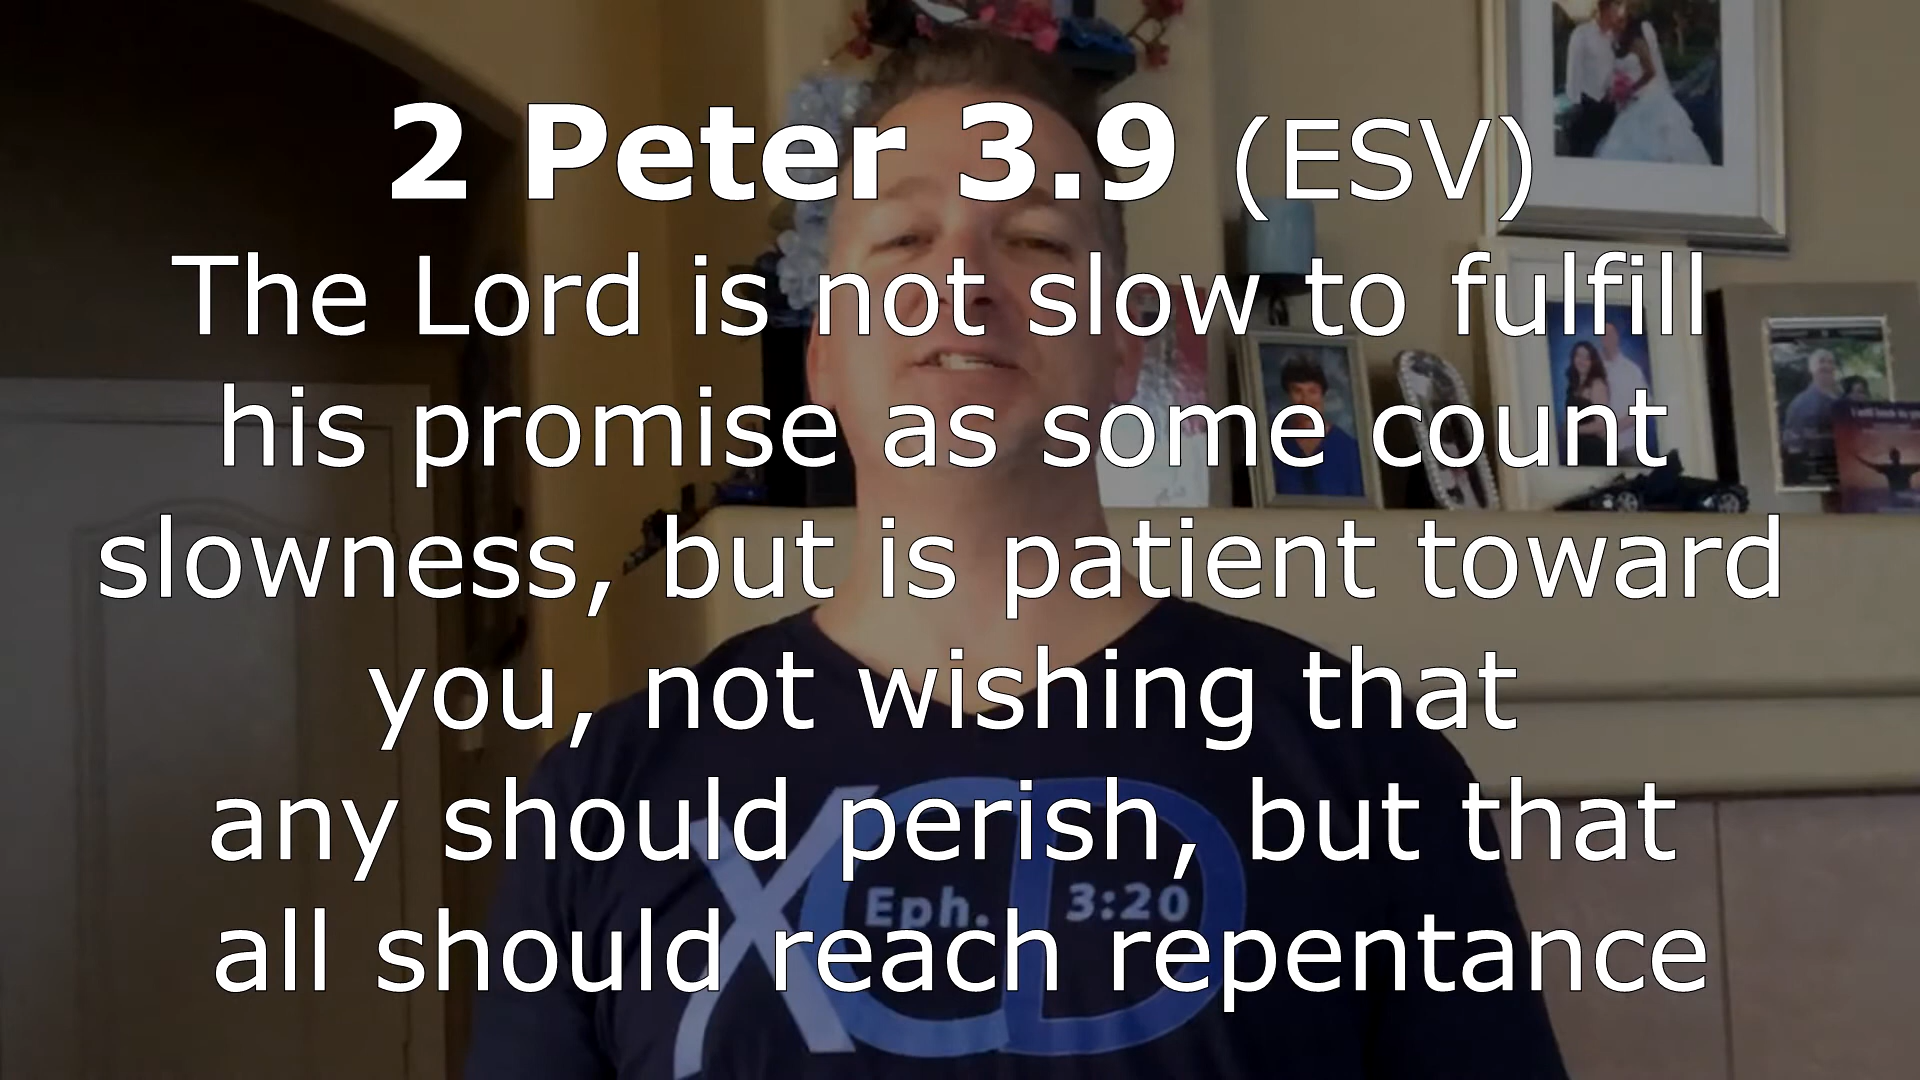 2 Peter 3.9 (ESV)
The Lord is not slow to fulfill
his promise as some count
slowness, but is patient toward
you, not wishing that
any should perish, but that
all should reach repentance
XCD
Eph. 3:20